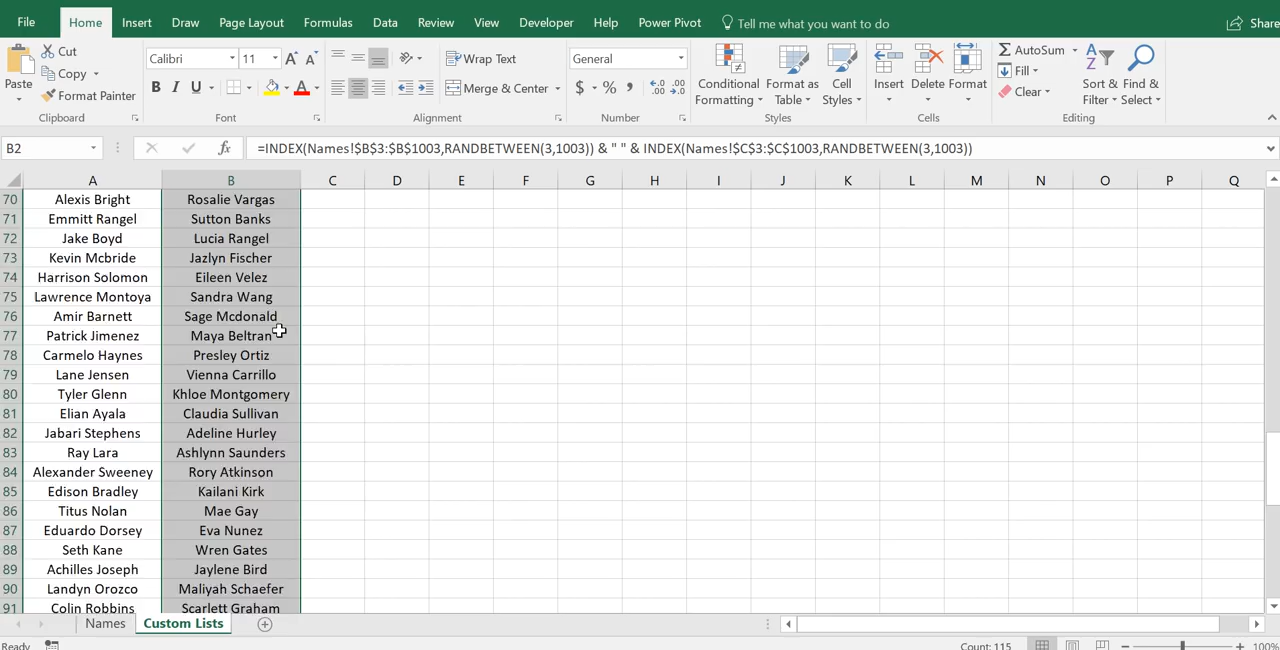 File Home Insert Draw Page Layout Formulas Data Review View Developer Help Power Pivot Tell me what you want to do Share
Paste Cut Copy Format Painter Clipboard
Calibri 11 A A B I U A Font
Wrap Text Merge & Center Alignment
General $ % , .00 .00 Number
Conditional Formatting Format as Table Cell Styles Styles
Insert Delete Format Cells
AutoSum Fill Clear Sort & Filter Find & Select Editing
B2 fx =INDEX(Names!$B$3:$B$1003,RANDBETWEEN(3,1003)) & " " & INDEX(Names!$C$3:$C$1003,RANDBETWEEN(3,1003))
A B C D E F G H I J K L M N O P Q
70 Alexis Bright Rosalie Vargas
71 Emmitt Rangel Sutton Banks
72 Jake Boyd Lucia Rangel
73 Kevin Mcbride Jazlyn Fischer
74 Harrison Solomon Eileen Velez
75 Lawrence Montoya Sandra Wang
76 Amir Barnett Sage Mcdonald
77 Patrick Jimenez Maya Beltran
78 Carmelo Haynes Presley Ortiz
79 Lane Jensen Vienna Carrillo
80 Tyler Glenn Khloe Montgomery
81 Elian Ayala Claudia Sullivan
82 Jabari Stephens Adeline Hurley
83 Ray Lara Ashlynn Saunders
84 Alexander Sweeney Rory Atkinson
85 Edison Bradley Kailani Kirk
86 Titus Nolan Mae Gay
87 Eduardo Dorsey Eva Nunez
88 Seth Kane Wren Gates
89 Achilles Joseph Jaylene Bird
90 Landyn Orozco Maliyah Schaefer
91 Colin Robbins Scarlett Graham
Names Custom Lists
Ready Count: 115 100%